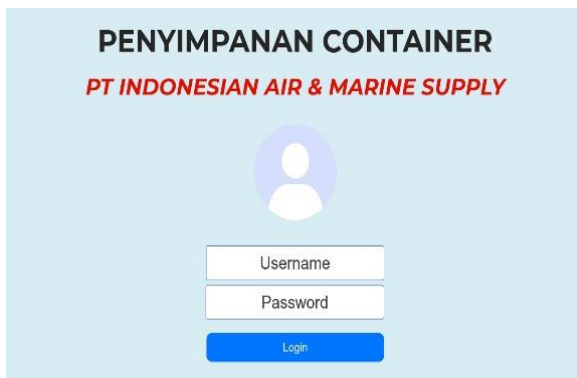 PENYIMPANAN CONTAINER
PT INDONESIAN AIR & MARINE SUPPLY
Username
Password
Login